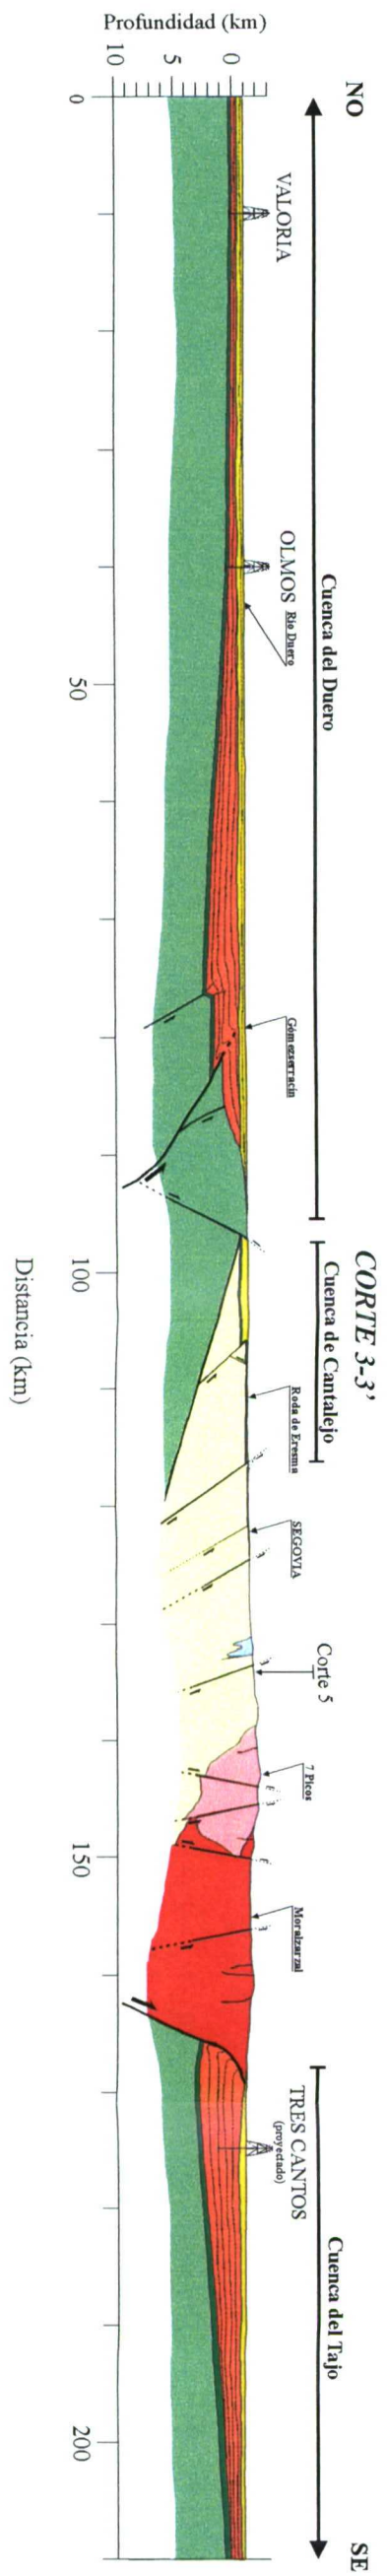 CORTE 3-3’
NO
SE
Cuenca del Duero
Cuenca de Cantalejo
Cuenca del Tajo
VALORIA
OLMOS
Río Duero
Gómezserracín
Roda de Eresma
SEGOVIA
Corte 5
7 Picos
Moralzarzal
TRES CANTOS
(proyectado)
Profundidad (km)
0
5
10
0
50
100
150
200
Distancia (km)